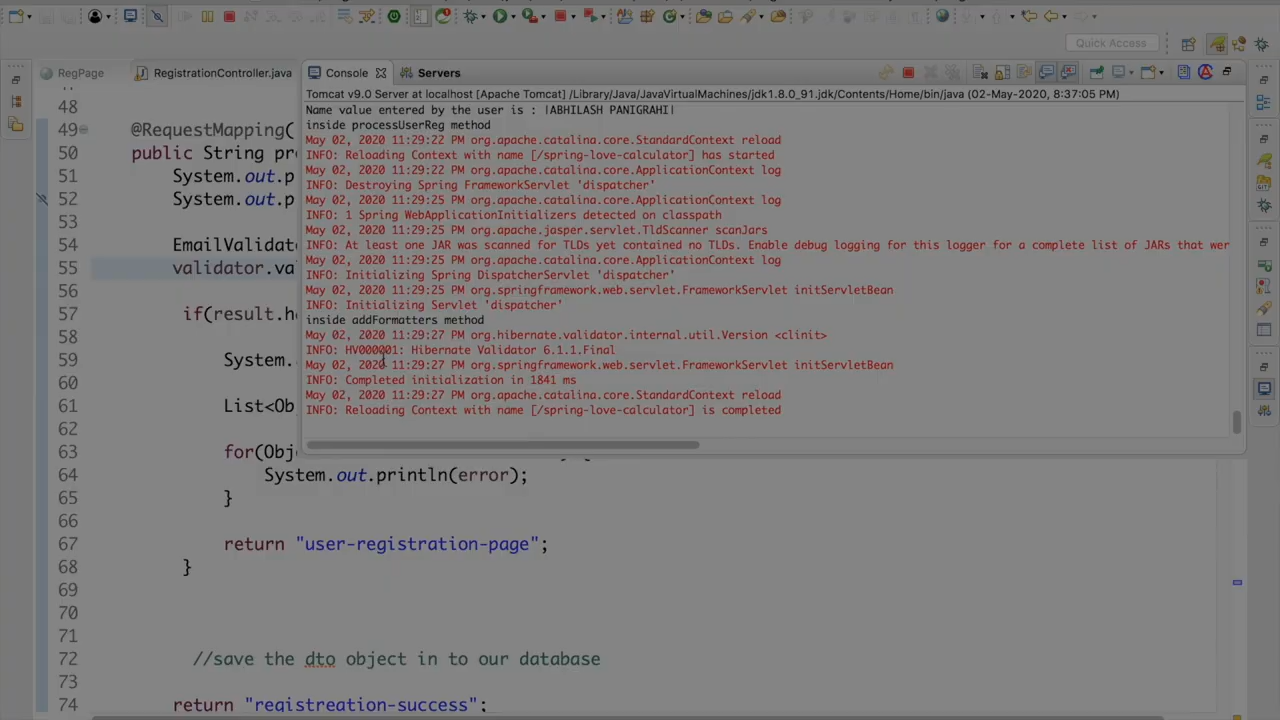 Quick Access
RegPage
RegistrationController.java
Console
Servers
Tomcat v9.0 Server at localhost [Apache Tomcat] /Library/Java/JavaVirtualMachines/jdk1.8.0_91.jdk/Contents/Home/bin/java (02-May-2020, 8:37:05 PM)
Name value entered by the user is : |ABHILASH PANIGRAHI|
inside processUserReg method
May 02, 2020 11:29:22 PM org.apache.catalina.core.StandardContext reload
INFO: Reloading Context with name [/spring-love-calculator] has started
May 02, 2020 11:29:22 PM org.apache.catalina.core.ApplicationContext log
INFO: Destroying Spring FrameworkServlet 'dispatcher'
May 02, 2020 11:29:25 PM org.apache.catalina.core.ApplicationContext log
INFO: 1 Spring WebApplicationInitializers detected on classpath
May 02, 2020 11:29:25 PM org.apache.jasper.servlet.TldScanner scanJars
INFO: At least one JAR was scanned for TLDs yet contained no TLDs. Enable debug logging for this logger for a complete list of JARs that wer
May 02, 2020 11:29:25 PM org.apache.catalina.core.ApplicationContext log
INFO: Initializing Spring DispatcherServlet 'dispatcher'
May 02, 2020 11:29:25 PM org.springframework.web.servlet.FrameworkServlet initServletBean
INFO: Initializing Servlet 'dispatcher'
inside addFormatters method
May 02, 2020 11:29:27 PM org.hibernate.validator.internal.util.Version <clinit>
INFO: HV000001: Hibernate Validator 6.1.1.Final
May 02, 2020 11:29:27 PM org.springframework.web.servlet.FrameworkServlet initServletBean
INFO: Completed initialization in 1841 ms
May 02, 2020 11:29:27 PM org.apache.catalina.core.StandardContext reload
INFO: Reloading Context with name [/spring-love-calculator] is completed
48
49 @RequestMapping(
50 public String pr
51 System.out.p
52 System.out.p
53
54 EmailValida
55 validator.va
56
57 if(result.h
58
59 System.
60
61 List<Ob
62
63 for(Obj
64 System.out.println(error);
65 }
66
67 return "user-registration-page";
68 }
69
70
71
72 //save the dto object in to our database
73
74 return "registreation-success";